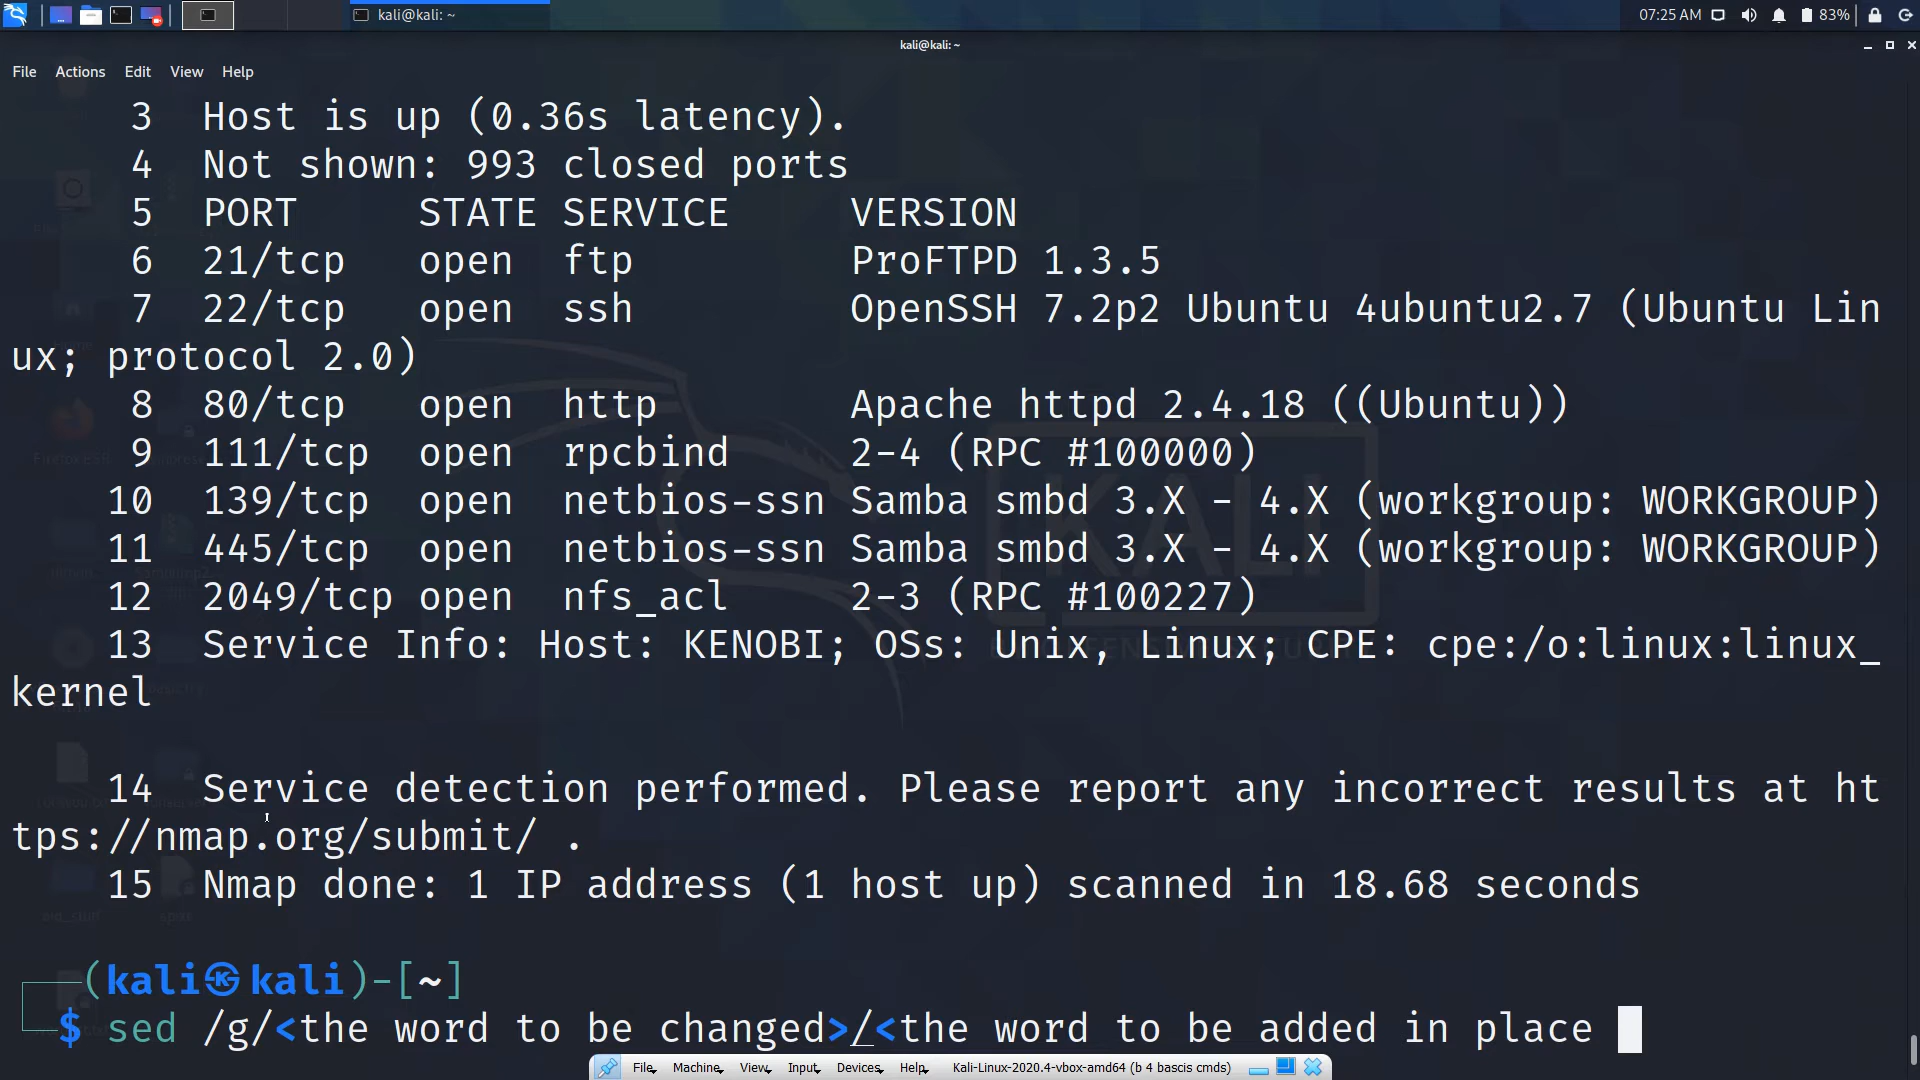 kali@kali: ~
07:25 AM
83%
kali@kali: ~
File Actions Edit View Help
3 Host is up (0.36s latency).
4 Not shown: 993 closed ports
5 PORT STATE SERVICE VERSION
6 21/tcp open ftp ProFTPD 1.3.5
7 22/tcp open ssh OpenSSH 7.2p2 Ubuntu 4ubuntu2.7 (Ubuntu Lin
ux; protocol 2.0)
8 80/tcp open http Apache httpd 2.4.18 ((Ubuntu))
9 111/tcp open rpcbind 2-4 (RPC #100000)
10 139/tcp open netbios-ssn Samba smbd 3.X - 4.X (workgroup: WORKGROUP)
11 445/tcp open netbios-ssn Samba smbd 3.X - 4.X (workgroup: WORKGROUP)
12 2049/tcp open nfs_acl 2-3 (RPC #100227)
13 Service Info: Host: KENOBI; OSs: Unix, Linux; CPE: cpe:/o:linux:linux_
kernel
14 Service detection performed. Please report any incorrect results at ht
tps://nmap.org/submit/ .
15 Nmap done: 1 IP address (1 host up) scanned in 18.68 seconds
(kali㉿kali)-[~]
$ sed /g/<the word to be changed>/<the word to be added in place
File Machine View Input Devices Help Kali-Linux-2020.4-vbox-amd64 (b 4 bascis cmds)
KALI